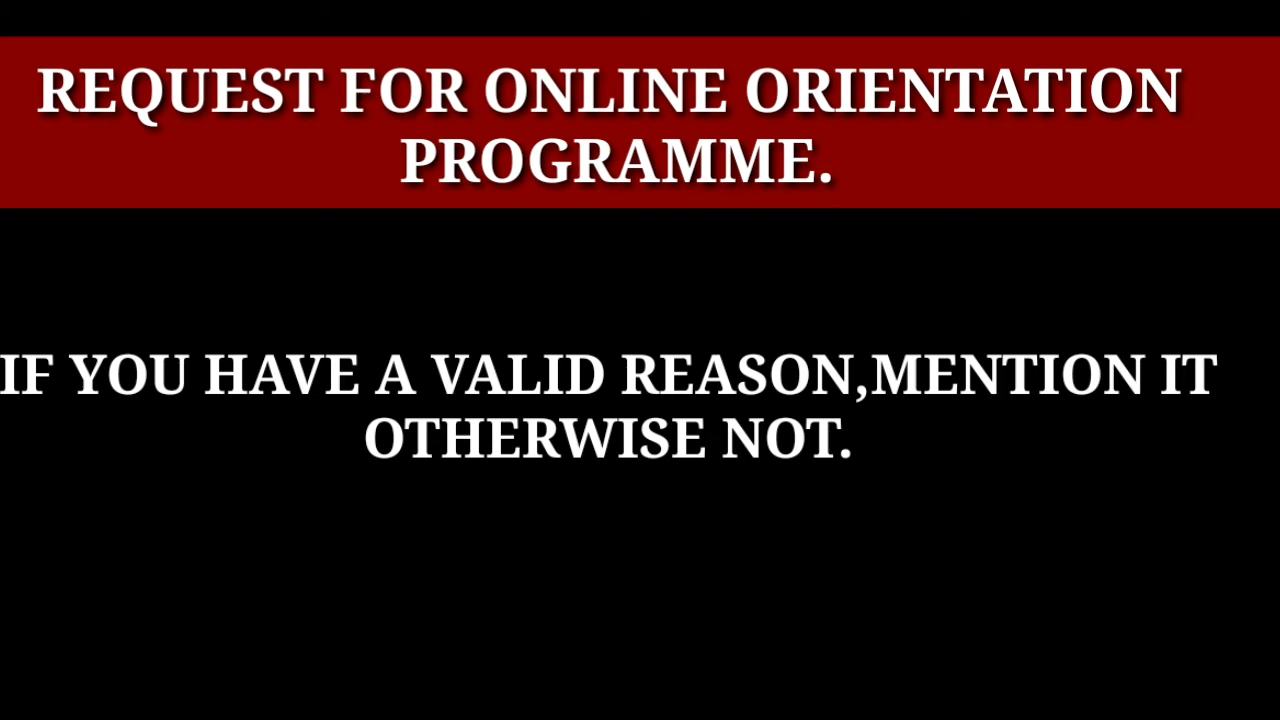 REQUEST FOR ONLINE ORIENTATION
PROGRAMME.
IF YOU HAVE A VALID REASON,MENTION IT
OTHERWISE NOT.